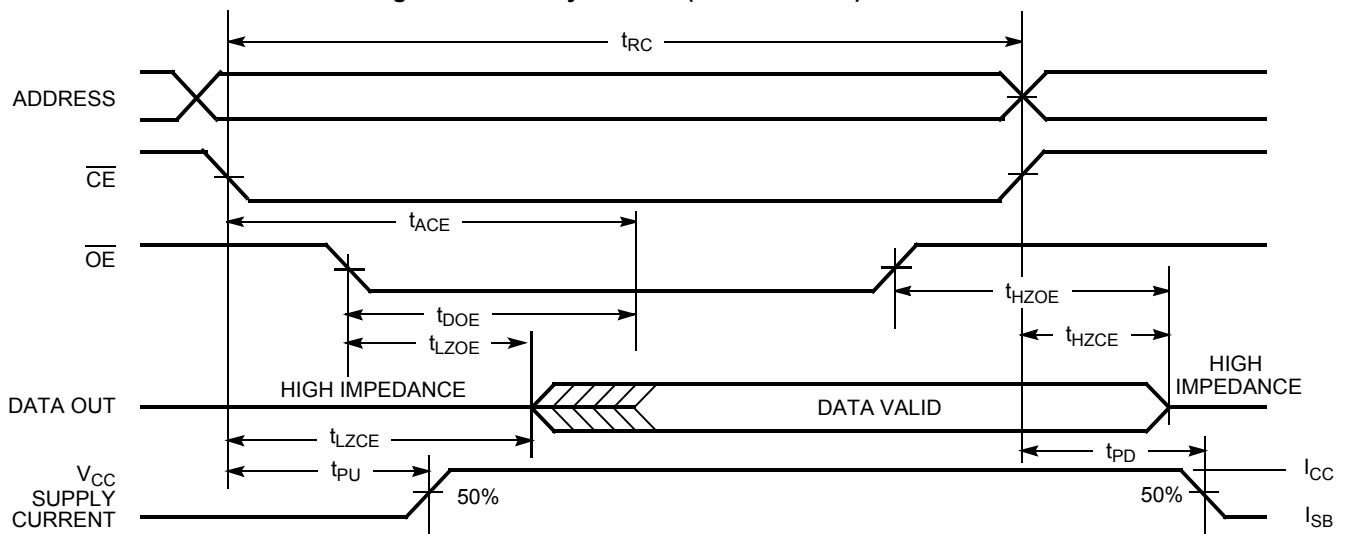 tRC
ADDRESS
CE
tACE
OE
tHZOE
tDOE
tLZOE
tHZCE
HIGH IMPEDANCE
HIGH
IMPEDANCE
DATA OUT
DATA VALID
tLZCE
tPD
tPU
VCC
SUPPLY
CURRENT
50%
50%
ICC
ISB